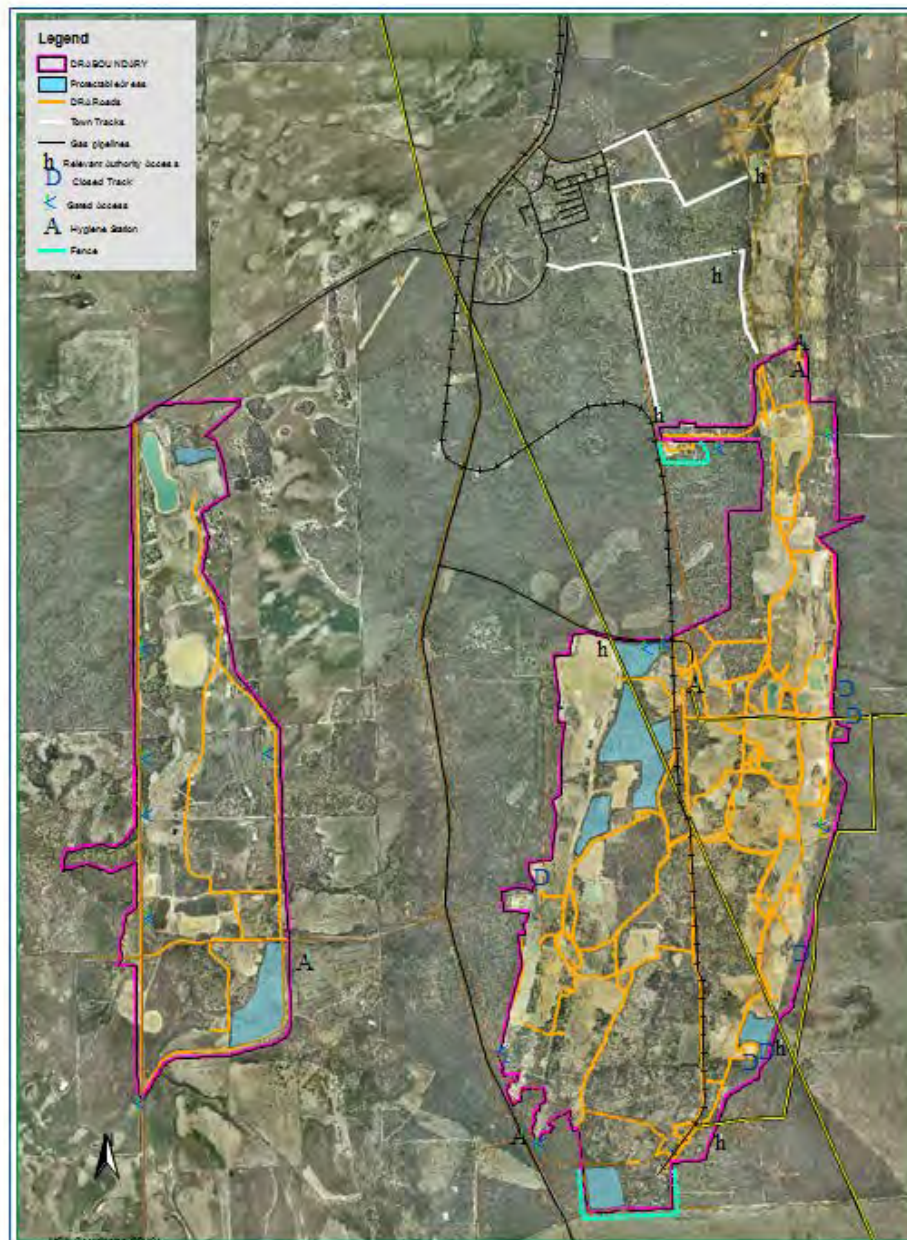 Legend
DRA BOUNDARY
Protectable areas
DRA Roads
Town Tracks
Gas pipelines
h Relevant Authority Access
D Closed Track
Gated Access
A Hygiene Station
Fence
h
h
A
h
h
A
D
D
D
D
A
h
D
D
h
A